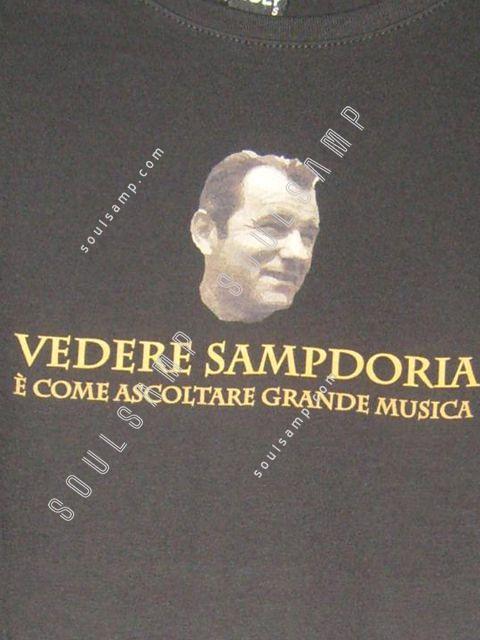 soulsamp.com
SOULSAMP SOULSAMP
VEDERE SAMPDORIA
È COME ASCOLTARE GRANDE MUSICA
soulsamp.com